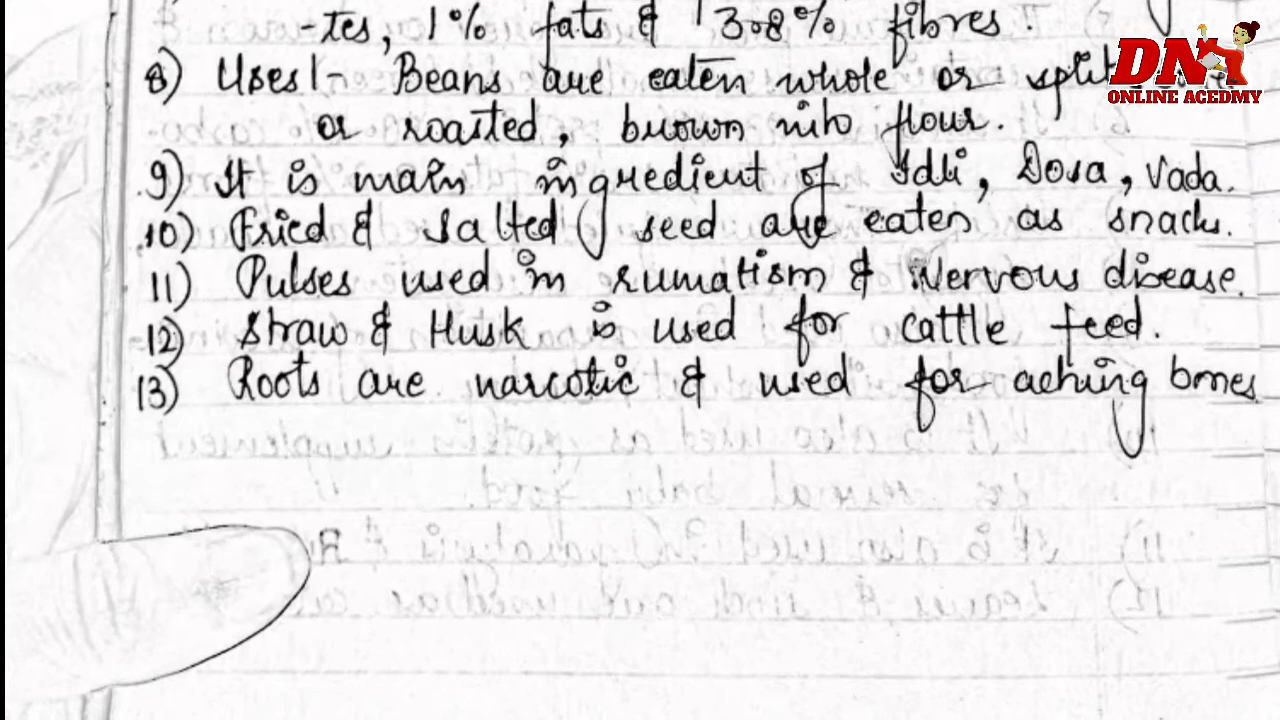 -tes, 1% fats & 1308% fibres.
8) Uses!- Beans are eaten whole or split
or roasted, brown into flour.
9) It is main ingredient of Idli, Dosa, Vada.
10) Fried & salted seed are eaten as snacks.
11) Pulses used in rumatism & Nervous disease.
12) Straw & Husk is used for cattle feed.
13) Roots are narcotic & used for aching bones
DN
ONLINE ACEDMY